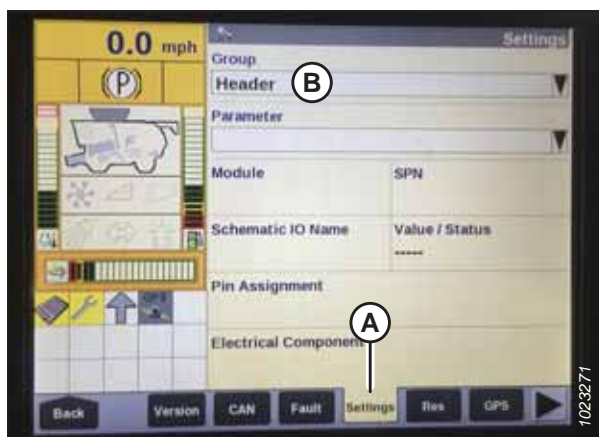 0.0 mph
(P)
Settings
Group
Header
B
Parameter
Module
SPN
Schematic IO Name
Value / Status
-----
Pin Assignment
A
Electrical Component
Back
Version
CAN
Fault
Settings
Res
GPS
1023271